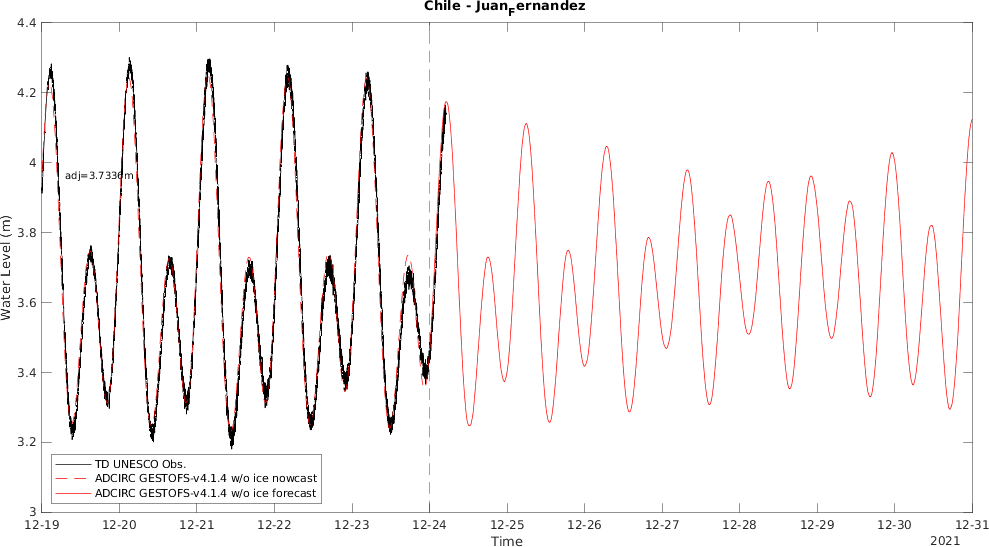 Chile - JuanFernandez
4.4
4.2
4
3.8
3.6
3.4
3.2
3
Water Level (m)
adj=3.7336m
TD UNESCO Obs.
ADCIRC GESTOFS-v4.1.4 w/o ice nowcast
ADCIRC GESTOFS-v4.1.4 w/o ice forecast
12-19 12-20 12-21 12-22 12-23 12-24 12-25 12-26 12-27 12-28 12-29 12-30 12-31
Time
2021